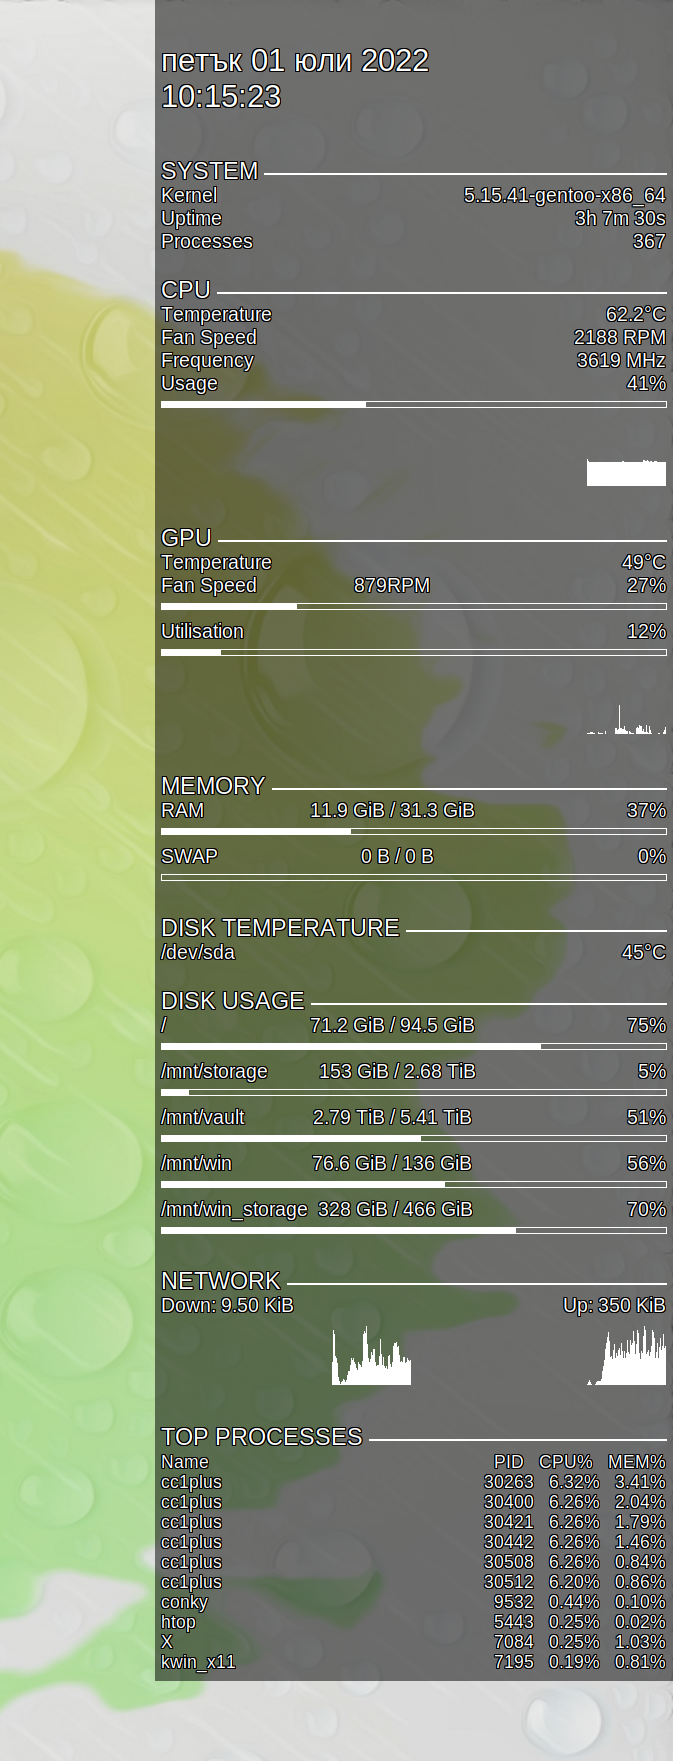 петък 01 юли 2022
10:15:23
SYSTEM
Kernel 5.15.41-gentoo-x86_64
Uptime 3h 7m 30s
Processes 367
CPU
Temperature 62.2°C
Fan Speed 2188 RPM
Frequency 3619 MHz
Usage 41%
GPU
Temperature 49°C
Fan Speed 879RPM 27%
Utilisation 12%
MEMORY
RAM 11.9 GiB / 31.3 GiB 37%
SWAP 0 B / 0 B 0%
DISK TEMPERATURE
/dev/sda 45°C
DISK USAGE
/ 71.2 GiB / 94.5 GiB 75%
/mnt/storage 153 GiB / 2.68 TiB 5%
/mnt/vault 2.79 TiB / 5.41 TiB 51%
/mnt/win 76.6 GiB / 136 GiB 56%
/mnt/win_storage 328 GiB / 466 GiB 70%
NETWORK
Down: 9.50 KiB Up: 350 KiB
TOP PROCESSES
Name PID CPU% MEM%
cc1plus 30263 6.32% 3.41%
cc1plus 30400 6.26% 2.04%
cc1plus 30421 6.26% 1.79%
cc1plus 30442 6.26% 1.46%
cc1plus 30508 6.26% 0.84%
cc1plus 30512 6.20% 0.86%
conky 9532 0.44% 0.10%
htop 5443 0.25% 0.02%
X 7084 0.25% 1.03%
kwin_x11 7195 0.19% 0.81%